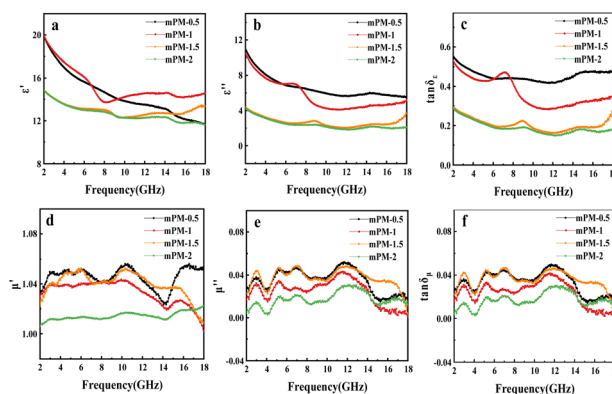 a
mPM-0.5
mPM-1
mPM-1.5
mPM-2
20
16
12
8
ε'
2 4 6 8 10 12 14 16 18
Frequency(GHz)
b
mPM-0.5
mPM-1
mPM-1.5
mPM-2
12
8
4
0
ε''
2 4 6 8 10 12 14 16 18
Frequency(GHz)
c
mPM-0.5
mPM-1
mPM-1.5
mPM-2
0.8
0.6
0.4
0.2
0.0
tanδε
2 4 6 8 10 12 14 16 18
Frequency(GHz)
d
mPM-0.5
mPM-1
mPM-1.5
mPM-2
1.08
1.04
1.00
μ'
2 4 6 8 10 12 14 16 18
Frequency(GHz)
e
mPM-0.5
mPM-1
mPM-1.5
mPM-2
0.08
0.04
0.00
-0.04
μ''
2 4 6 8 10 12 14 16 18
Frequency(GHz)
f
mPM-0.5
mPM-1
mPM-1.5
mPM-2
0.08
0.04
0.00
-0.04
tanδμ
2 4 6 8 10 12 14 16 18
Frequency(GHz)